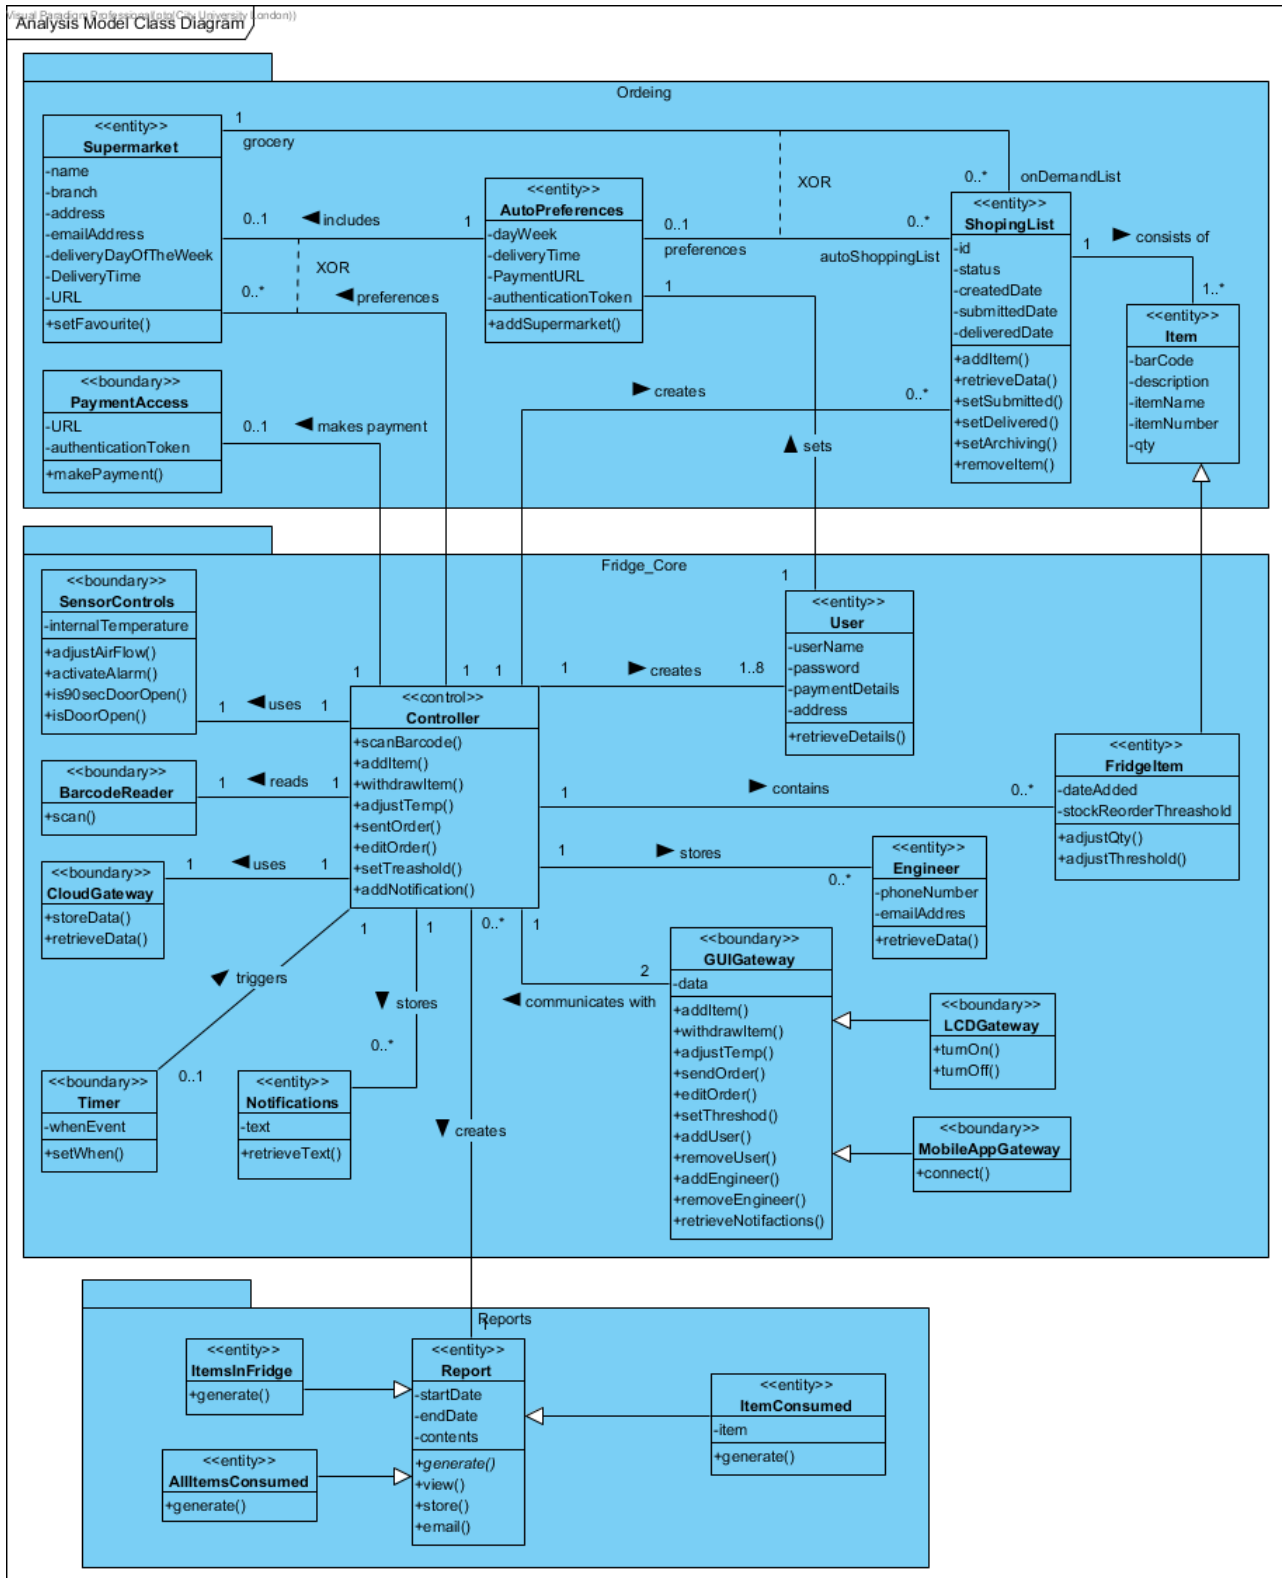 Visual Paradigm Professional(City University London))
Analysis Model Class Diagram
Ordeing
<<entity>>
Supermarket
-name
-branch
-address
-emailAddress
-deliveryDayOfTheWeek
-DeliveryTime
-URL
+setFavourite()
1
grocery
XOR
0..*
onDemandList
<<entity>>
AutoPreferences
-dayWeek
-deliveryTime
-PaymentURL
-authenticationToken
+addSupermarket()
0..1
includes
1
XOR
0..*
preferences
0..1
preferences
0..*
autoShoppingList
1
<<entity>>
ShopingList
-id
-status
-createdDate
-submittedDate
-deliveredDate
+addItem()
+retrieveData()
+setSubmitted()
+setDelivered()
+setArchiving()
+removeItem()
1
consists of
1..*
<<entity>>
Item
-barCode
-description
-itemName
-itemNumber
-qty
<<boundary>>
PaymentAccess
-URL
-authenticationToken
+makePayment()
0..1
makes payment
creates
0..*
sets
Fridge_Core
<<boundary>>
SensorControls
-internalTemperature
+adjustAirFlow()
+activateAlarm()
+is90secDoorOpen()
+isDoorOpen()
1
uses
1
1
1
1
<<control>>
Controller
+scanBarcode()
+addItem()
+withdrawItem()
+adjustTemp()
+sentOrder()
+editOrder()
+setTreashold()
+addNotification()
1
creates
1..8
1
<<entity>>
User
-userName
-password
-paymentDetails
-address
+retrieveDetails()
<<boundary>>
BarcodeReader
+scan()
1
reads
1
1
contains
0..*
<<entity>>
FridgeItem
-dateAdded
-stockReorderThreashold
+adjustQty()
+adjustThreshold()
<<boundary>>
CloudGateway
+storeData()
+retrieveData()
1
uses
1
1
stores
0..*
<<entity>>
Engineer
-phoneNumber
-emailAddres
+retrieveData()
1
triggers
0..1
1
stores
0..*
0..*
creates
1
2
communicates with
<<boundary>>
GUIGateway
-data
+addItem()
+withdrawItem()
+adjustTemp()
+sendOrder()
+editOrder()
+setThreshod()
+addUser()
+removeUser()
+addEngineer()
+removeEngineer()
+retrieveNotifactions()
<<boundary>>
LCDGateway
+turnOn()
+turnOff()
<<boundary>>
MobileAppGateway
+connect()
<<boundary>>
Timer
-whenEvent
+setWhen()
<<entity>>
Notifications
-text
+retrieveText()
Reports
1
<<entity>>
ItemsInFridge
+generate()
<<entity>>
Report
-startDate
-endDate
-contents
+generate()
+view()
+store()
+email()
<<entity>>
ItemConsumed
-item
+generate()
<<entity>>
AllItemsConsumed
+generate()